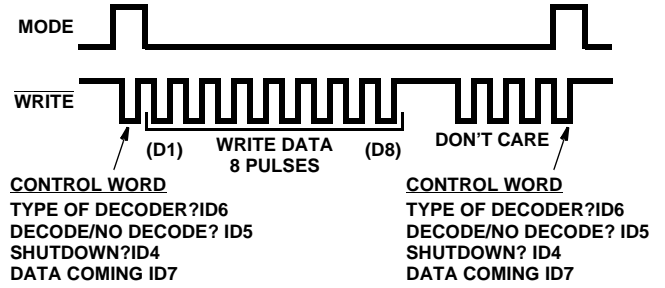 MODE
WRITE
(D1) WRITE DATA (D8) DON'T CARE
8 PULSES
CONTROL WORD
TYPE OF DECODER?ID6
DECODE/NO DECODE? ID5
SHUTDOWN?ID4
DATA COMING ID7
CONTROL WORD
TYPE OF DECODER?ID6
DECODE/NO DECODE? ID5
SHUTDOWN? ID4
DATA COMING ID7